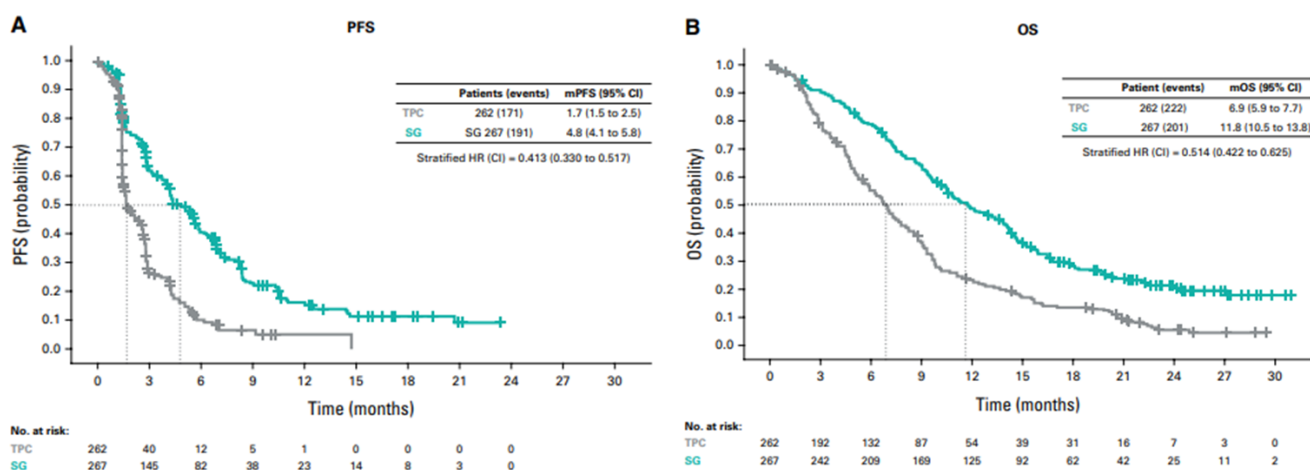 A
PFS
PFS (probability)
1.0
0.9
0.8
0.7
0.6
0.5
0.4
0.3
0.2
0.1
0.0
Patients (events) mPFS (95% CI)
TPC 262 (171) 1.7 (1.5 to 2.5)
SG SG 267 (191) 4.8 (4.1 to 5.8)
Stratified HR (CI) = 0.413 (0.330 to 0.517)
0 3 6 9 12 15 18 21 24 27 30
Time (months)
No. at risk:
TPC 262 40 12 5 1 0 0 0 0
SG 267 145 82 38 23 14 8 3 0
B
OS
OS (probability)
1.0
0.9
0.8
0.7
0.6
0.5
0.4
0.3
0.2
0.1
0.0
Patient (events) mOS (95% CI)
TPC 262 (222) 6.9 (5.9 to 7.7)
SG 267 (201) 11.8 (10.5 to 13.8)
Stratified HR (CI) = 0.514 (0.422 to 0.625)
0 3 6 9 12 15 18 21 24 27 30
Time (months)
No. at risk:
TPC 262 192 132 87 54 39 31 16 7 3 0
SG 267 242 209 169 125 92 62 42 25 11 2